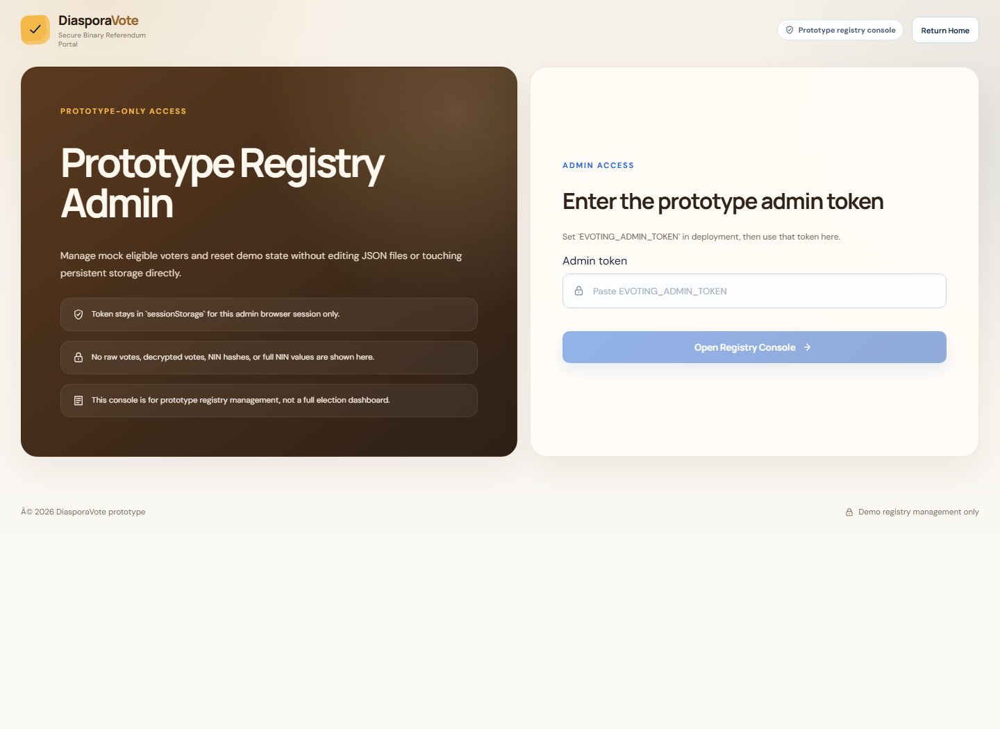 DiasporaVote
Secure Binary Referendum
Portal
Prototype registry console
Return Home
PROTOTYPE-ONLY ACCESS
Prototype Registry
Admin
Manage mock eligible voters and reset demo state without editing JSON files or touching
persistent storage directly.
Token stays in `sessionStorage` for this admin browser session only.
No raw votes, decrypted votes, NIN hashes, or full NIN values are shown here.
This console is for prototype registry management, not a full election dashboard.
ADMIN ACCESS
Enter the prototype admin token
Set `EVOTING_ADMIN_TOKEN` in deployment, then use that token here.
Admin token
Paste EVOTING_ADMIN_TOKEN
Open Registry Console
Â© 2026 DiasporaVote prototype
Demo registry management only